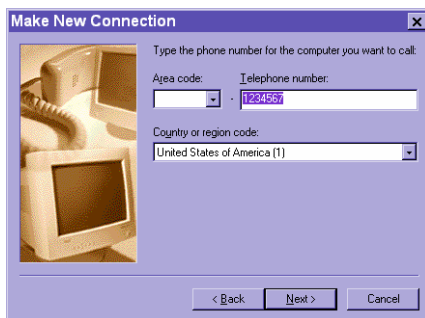 Make New Connection
Type the phone number for the computer you want to call:
Area code: Telephone number:
- 1234567
Country or region code:
United States of America (1)
< Back Next > Cancel